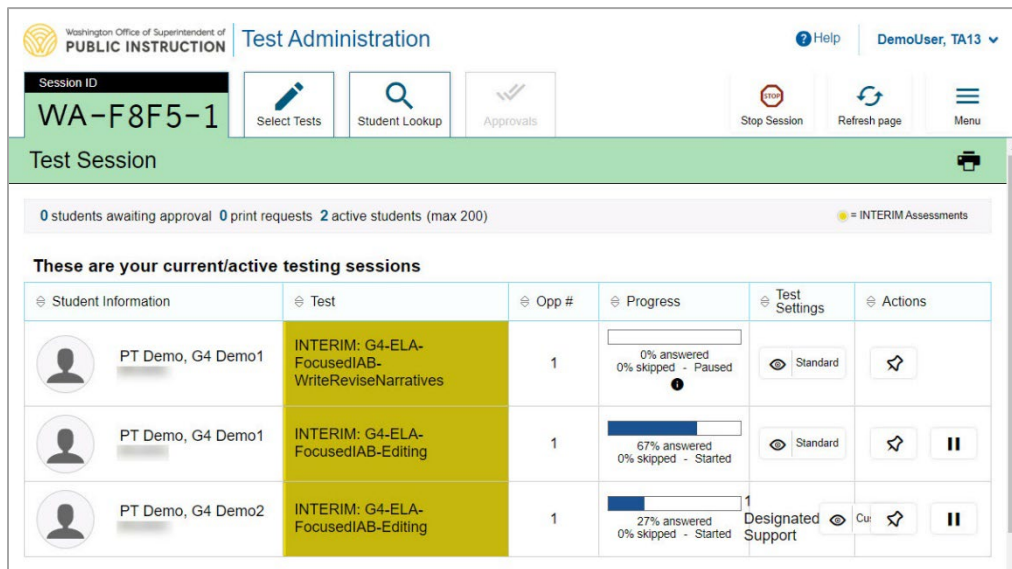 Washington Office of Superintendent of
PUBLIC INSTRUCTION
Test Administration
Help
DemoUser, TA13
Session ID
WA-F8F5-1
Select Tests
Student Lookup
Approvals
STOP
Stop Session
Refresh page
Menu
Test Session
0 students awaiting approval 0 print requests 2 active students (max 200)
= INTERIM Assessments
These are your current/active testing sessions
Student Information
Test
Opp #
Progress
Test
Settings
Actions
PT Demo, G4 Demo1
INTERIM: G4-ELA-
FocusedIAB-
WriteReviseNarratives
1
0% answered
0% skipped - Paused
Standard
PT Demo, G4 Demo1
INTERIM: G4-ELA-
FocusedIAB-Editing
1
67% answered
0% skipped - Started
Standard
PT Demo, G4 Demo2
INTERIM: G4-ELA-
FocusedIAB-Editing
1
27% answered
0% skipped - Started
1
Designated
Support
Cu